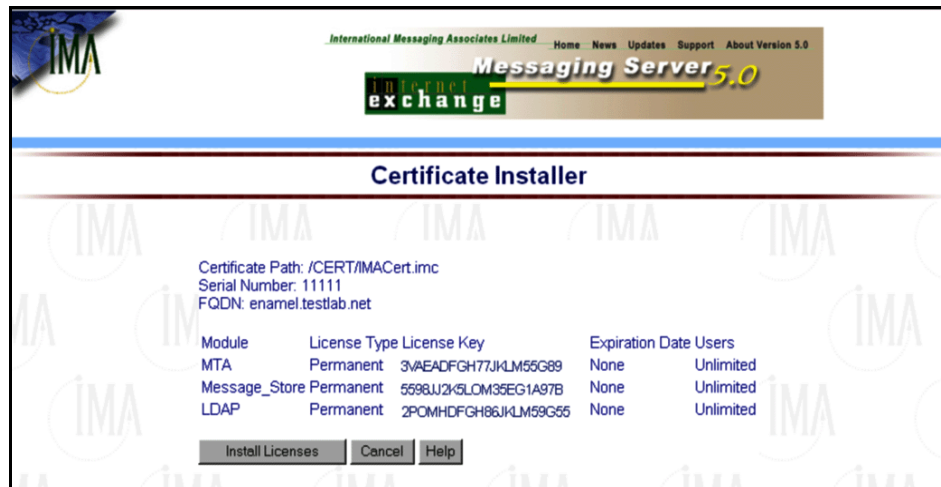 IMA
International Messaging Associates Limited Home News Updates Support About Version 5.0
Messaging Server 5.0
internet
exchange
Certificate Installer
Certificate Path: /CERT/IMACert.imc
Serial Number: 11111
FQDN: enamel.testlab.net
Module License Type License Key Expiration Date Users
MTA Permanent 3VAEADFGH77JKLM55G89 None Unlimited
Message_Store Permanent 5598JJ2K5LOM35EG1A97B None Unlimited
LDAP Permanent 2POMHDFGH86JKLM59G55 None Unlimited
Install Licenses Cancel Help